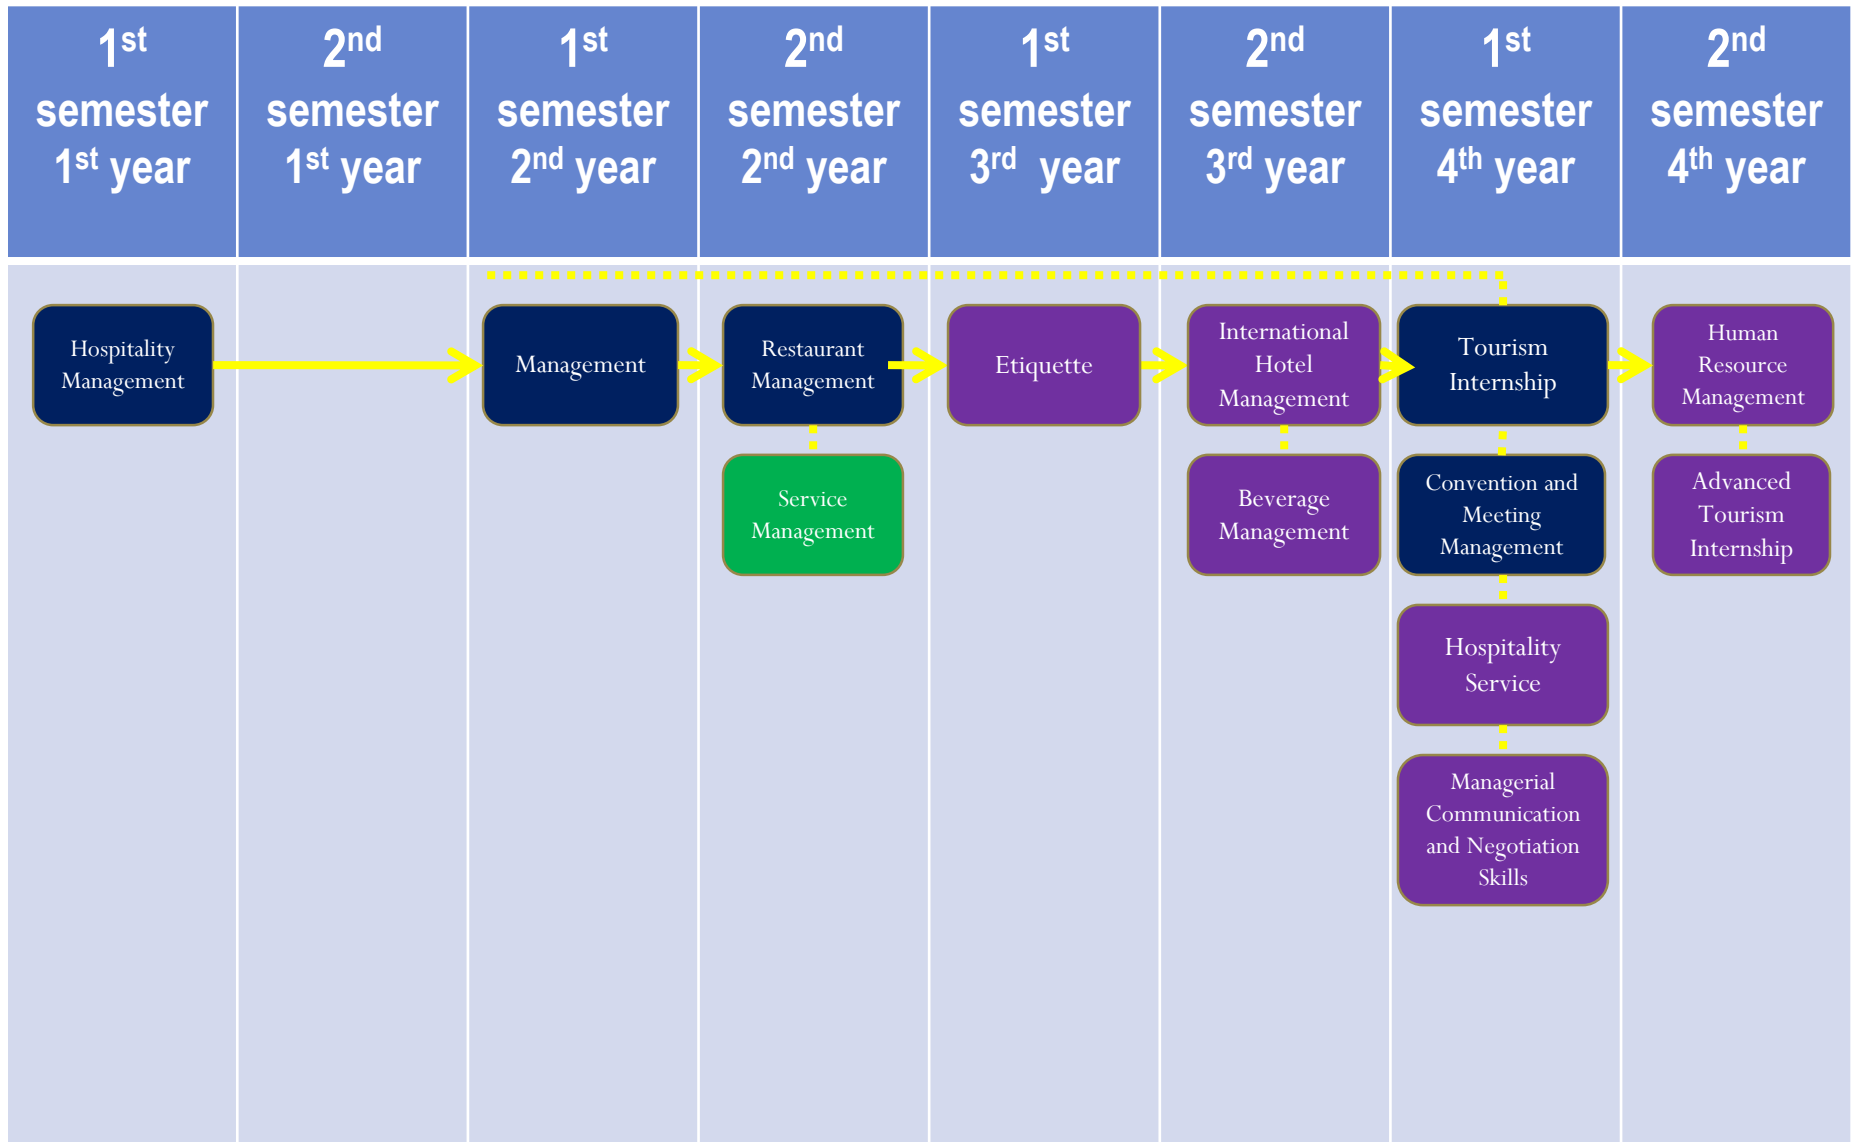 1st
semester
1st year
2nd
semester
1st year
1st
semester
2nd year
2nd
semester
2nd year
1st
semester
3rd year
2nd
semester
3rd year
1st
semester
4th year
2nd
semester
4th year
Hospitality
Management
Management
Restaurant
Management
Etiquette
International
Hotel
Management
Tourism
Internship
Human
Resource
Management
Service
Management
Beverage
Management
Convention and
Meeting
Management
Advanced
Tourism
Internship
Hospitality
Service
Managerial
Communication
and Negotiation
Skills